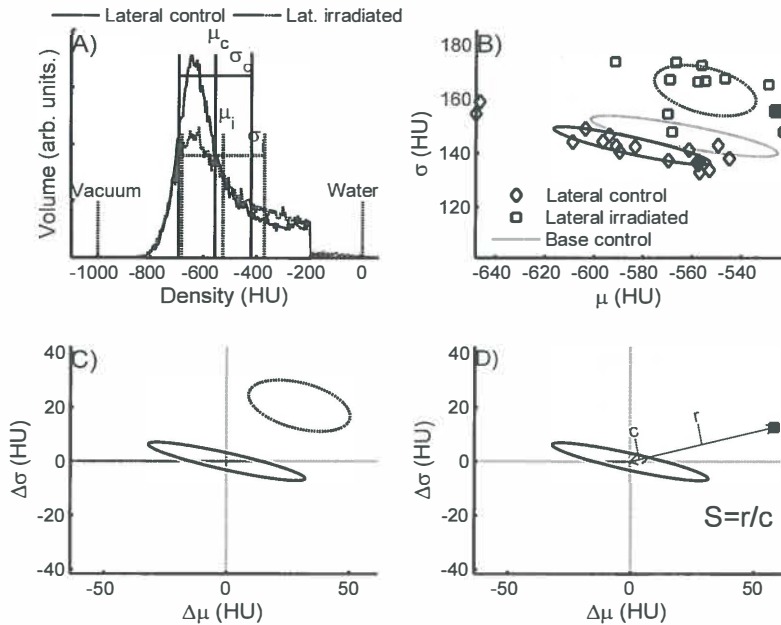 Lateral control Lat. irradiated
A)
μc
σc
μi
σ
Vacuum
Water
Volume (arb. units.)
-1000 -800 -600 -400 -200 0
Density (HU)
B)
180
160
140
120
σ (HU)
Lateral control
Lateral irradiated
Base control
-640 -620 -600 -580 -560 -540
μ (HU)
C)
40
20
0
-20
-40
Δσ (HU)
-50 0 50
Δμ (HU)
D)
40
20
0
-20
-40
Δσ (HU)
c
r
S=r/c
-50 0 50
Δμ (HU)